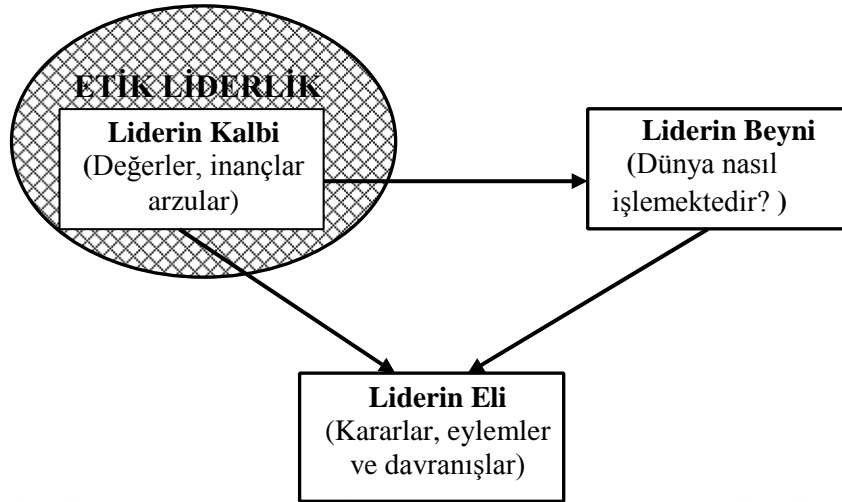 ETİK LİDERLİK
Liderin Kalbi
(Değerler, inançlar
arzular)
Liderin Beyni
(Dünya nasıl
işlemektedir? )
Liderin Eli
(Kararlar, eylemler
ve davranışlar)